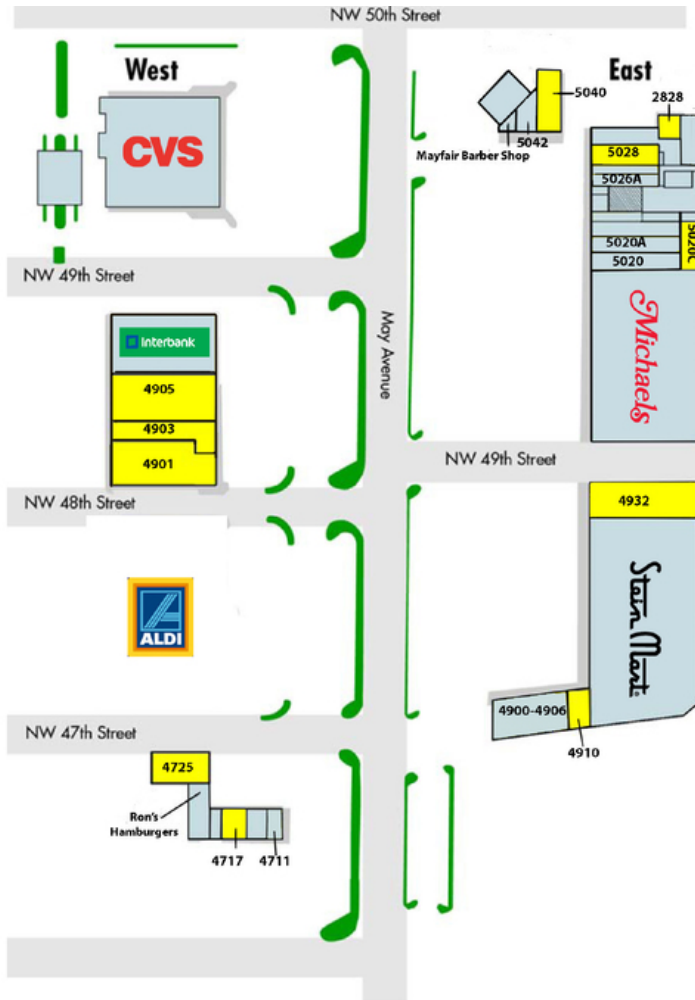 NW 50th Street
West
East
CVS
5040
2828
5042
Mayfair Barber Shop
5028
5026A
5020A
5020C
5020
NW 49th Street
May Avenue
Michaels
Interbank
4905
4903
4901
NW 49th Street
NW 48th Street
4932
Stein Mart
ALDI
4900-4906
4910
NW 47th Street
4725
Ron's
Hamburgers
4717
4711